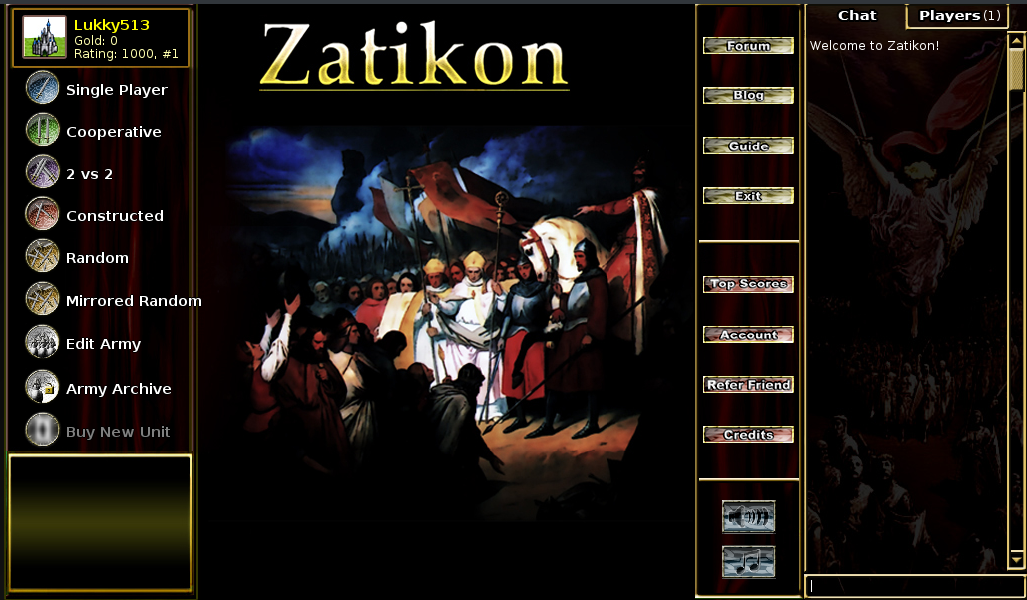 Lukky513
Gold: 0
Rating: 1000, #1
Single Player
Cooperative
2 vs 2
Constructed
Random
Mirrored Random
Edit Army
Army Archive
Buy New Unit
Zatikon
Forum
Blog
Guide
Exit
Top Scores
Account
Refer Friend
Credits
Chat
Players (1)
Welcome to Zatikon!